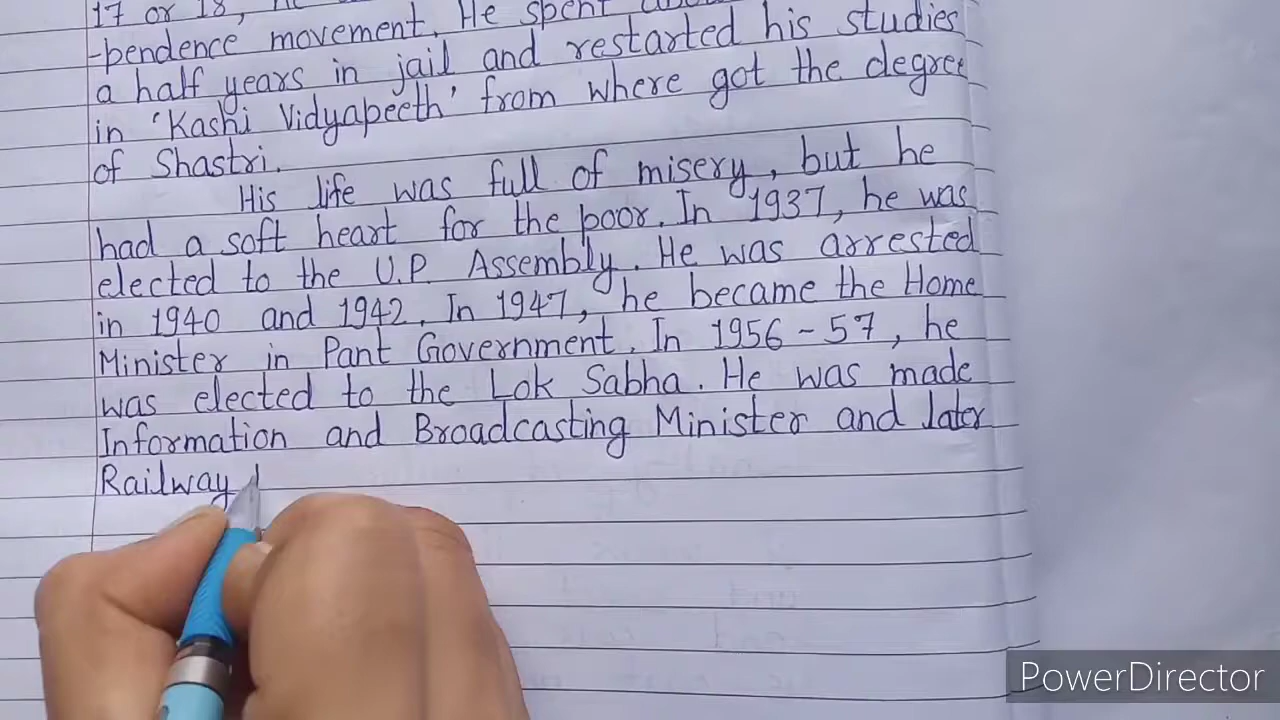 17 or 18, he
-pendence movement. He spent
a half years in jail and restarted his studies
in 'Kashi Vidyapeeth' from where got the degree
of Shastri.
His life was full of misery, but he
had a soft heart for the poor. In 1937, he was
elected to the U.P. Assembly. He was arrested
in 1940 and 1942. In 1947, he became the Home
Minister in Pant Government. In 1956-57, he
was elected to the Lok Sabha. He was made
Information and Broadcasting Minister and later
Railway
PowerDirector